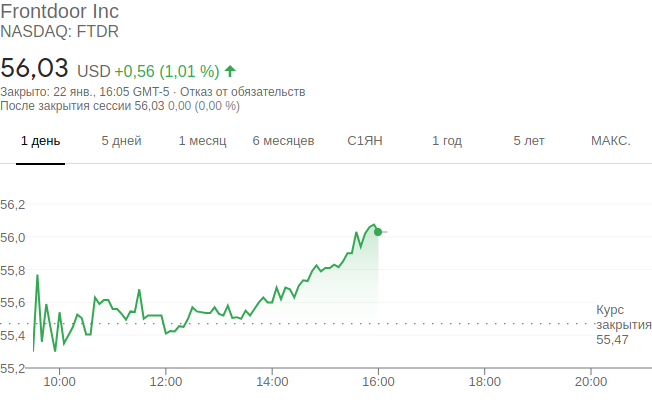 Frontdoor Inc
NASDAQ: FTDR
56,03 USD +0,56 (1,01 %)
Закрыто: 22 янв., 16:05 GMT-5 · Отказ от обязательств
После закрытия сессии 56,03 0,00 (0,00 %)
1 день 5 дней 1 месяц 6 месяцев С1ЯН 1 год 5 лет МАКС.
56,2
56,0
55,8
55,6
55,4
55,2
Курс
закрытия
55,47
10:00 12:00 14:00 16:00 18:00 20:00